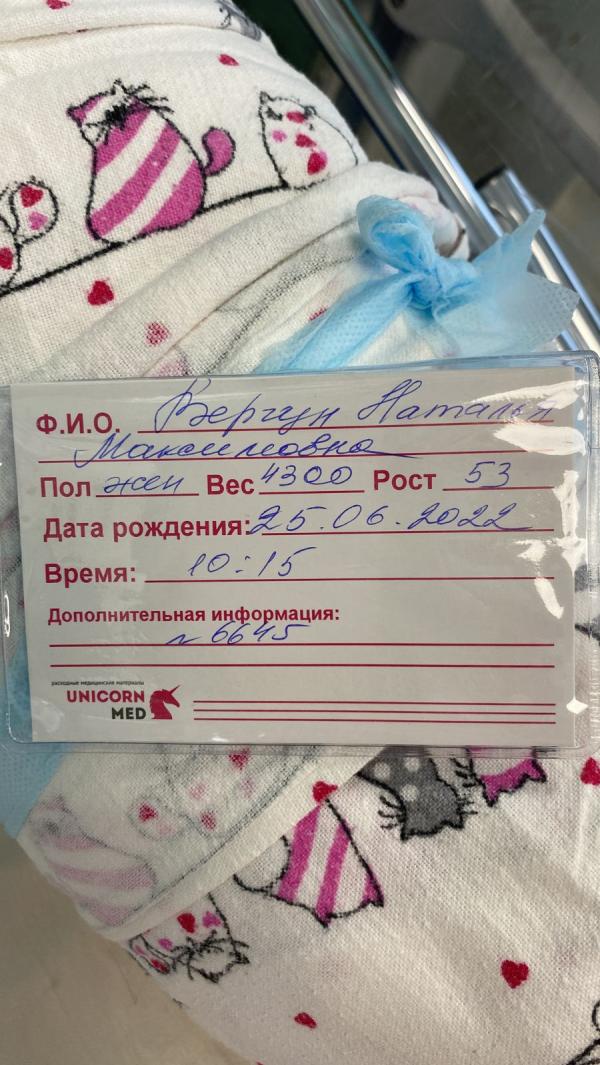 Ф.И.О. Вергун Наталья
Максимовна
Пол жен Вес 4300 Рост 53
Дата рождения: 25.06.2022
Время: 10:15
Дополнительная информация:
~ 6645
расходные медицинские материалы
UNICORN
MED